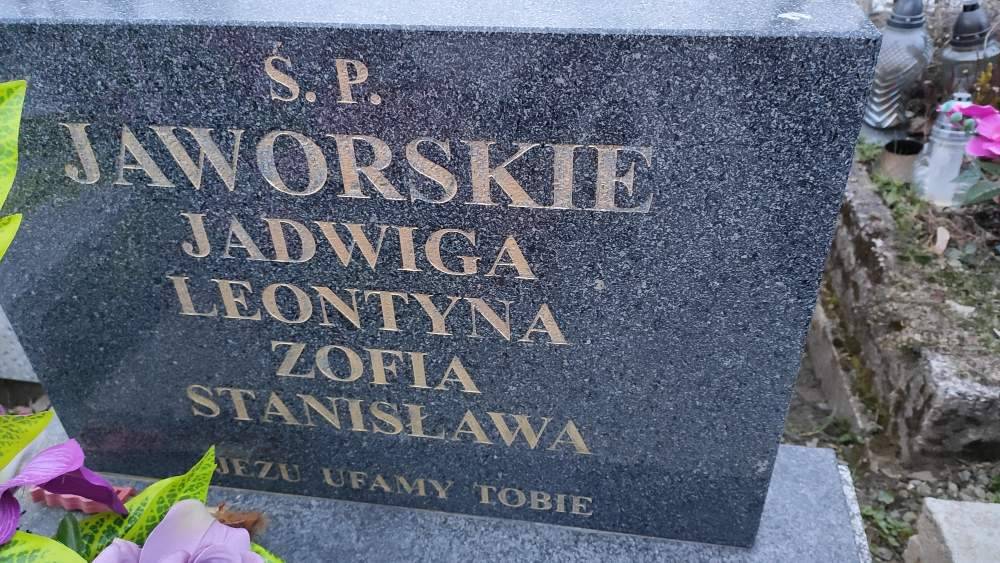 Ś. P.
JAWORSKIE
JADWIGA
LEONTYNA
ZOFIA
STANISŁAWA
JEZU UFAMY TOBIE